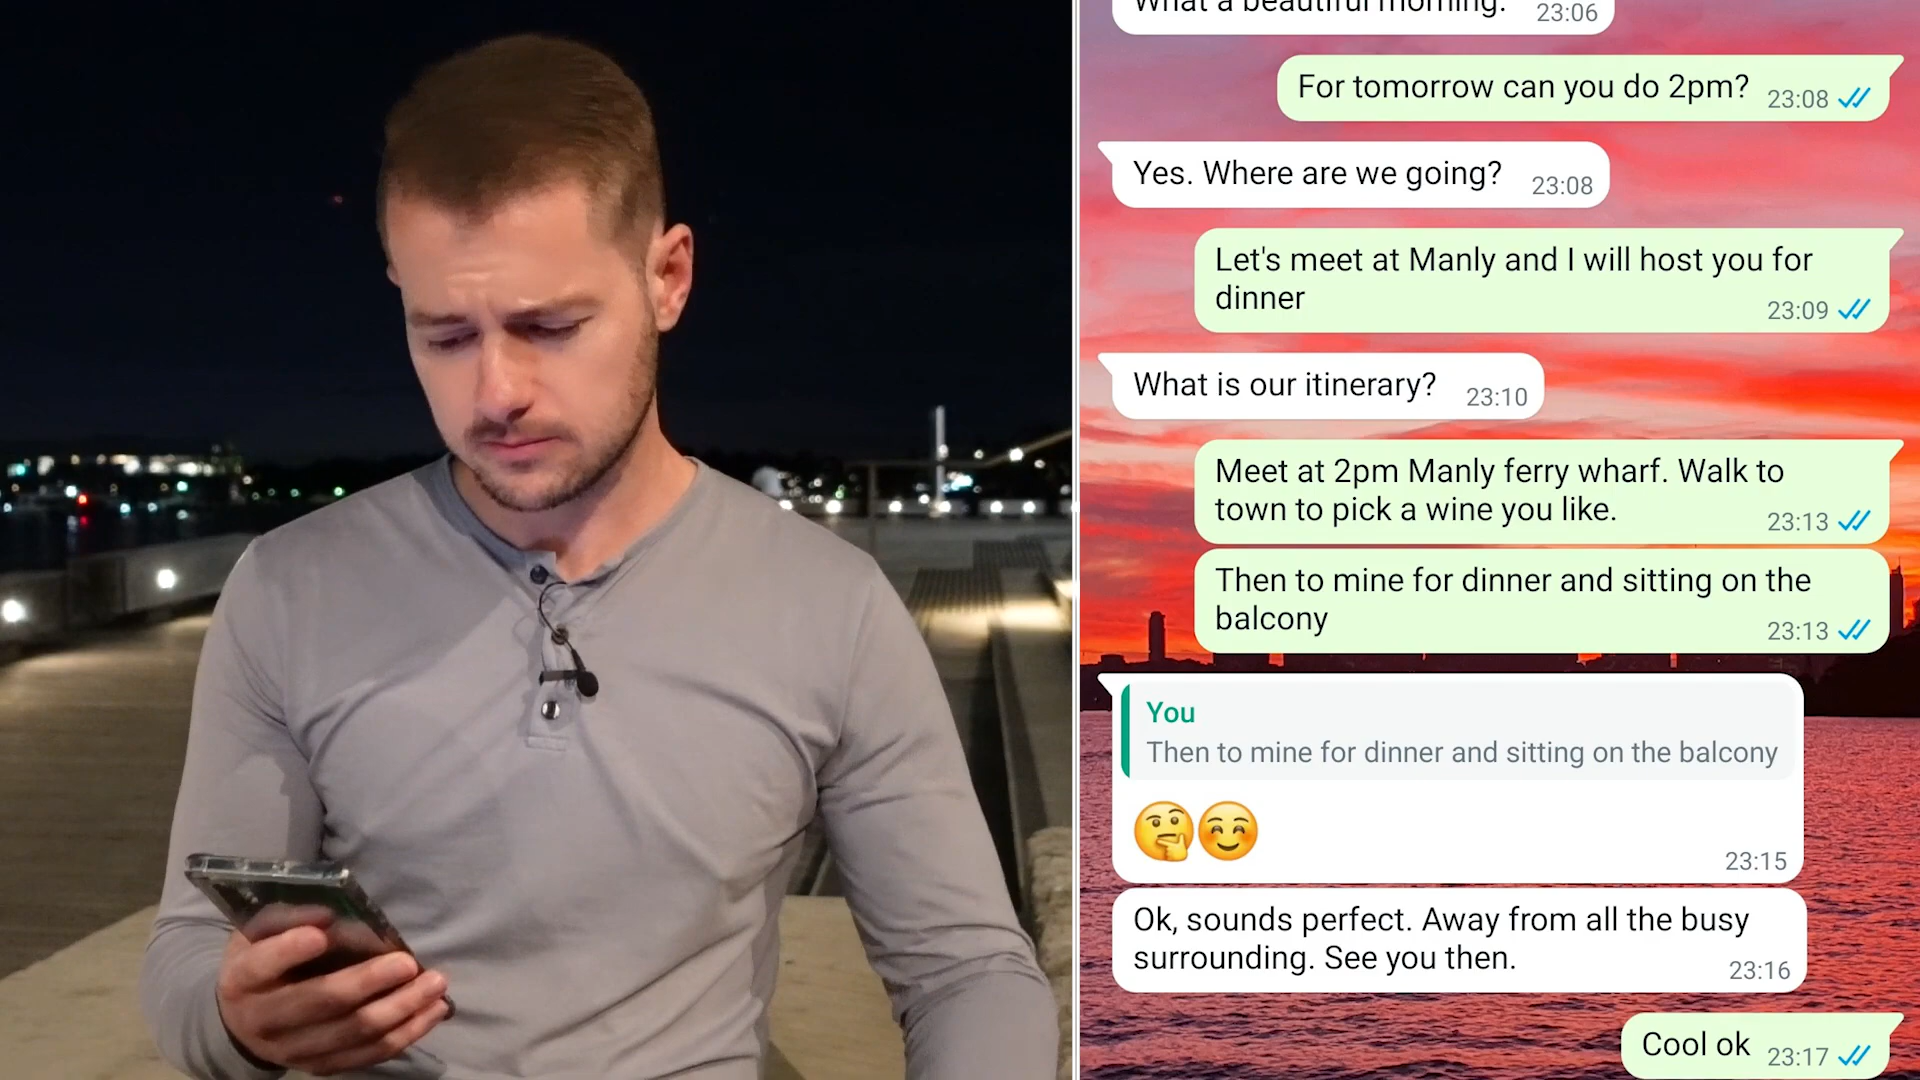 What a beautiful morning. 23:06
For tomorrow can you do 2pm? 23:08
Yes. Where are we going? 23:08
Let's meet at Manly and I will host you for
dinner 23:09
What is our itinerary? 23:10
Meet at 2pm Manly ferry wharf. Walk to
town to pick a wine you like. 23:13
Then to mine for dinner and sitting on the
balcony 23:13
You
Then to mine for dinner and sitting on the balcony
🤔☺️
23:15
Ok, sounds perfect. Away from all the busy
surrounding. See you then. 23:16
Cool ok 23:17